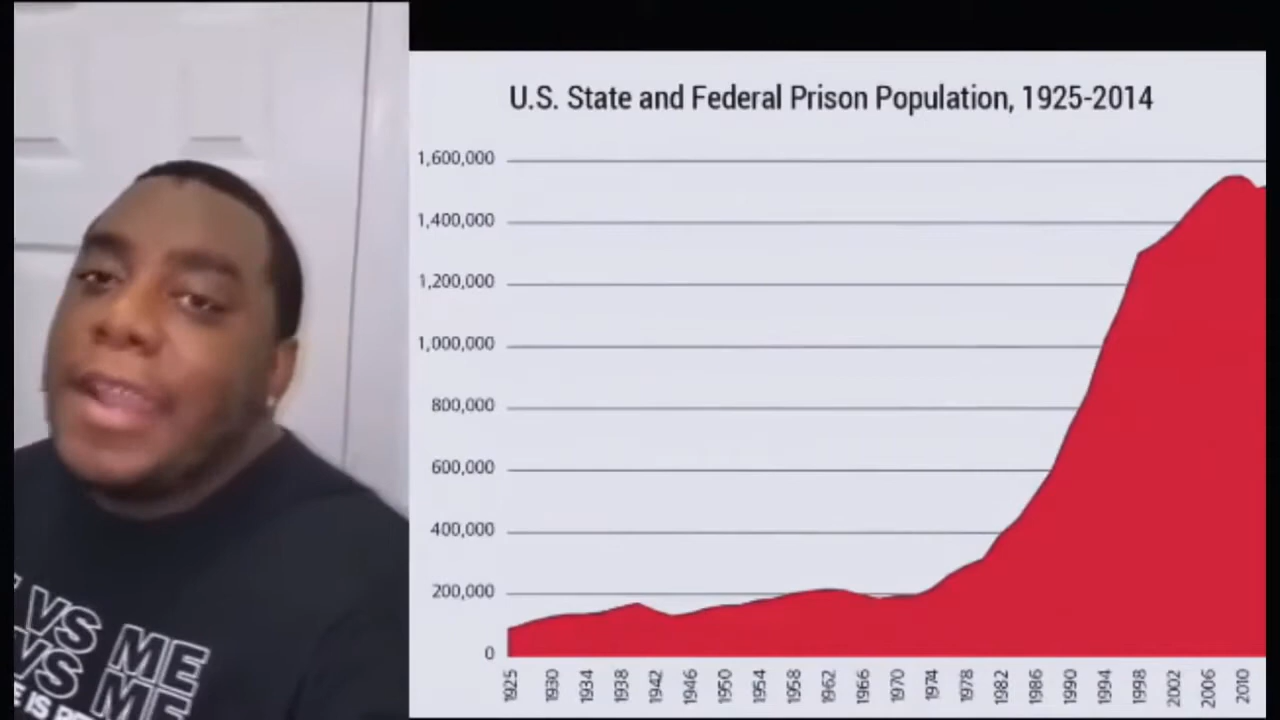 VS ME
VS ME
E IS
U.S. State and Federal Prison Population, 1925-2014
1,600,000
1,400,000
1,200,000
1,000,000
800,000
600,000
400,000
200,000
0
1925 1930 1934 1938 1942 1946 1950 1954 1958 1962 1966 1970 1974 1978 1982 1986 1990 1994 1998 2002 2006 2010